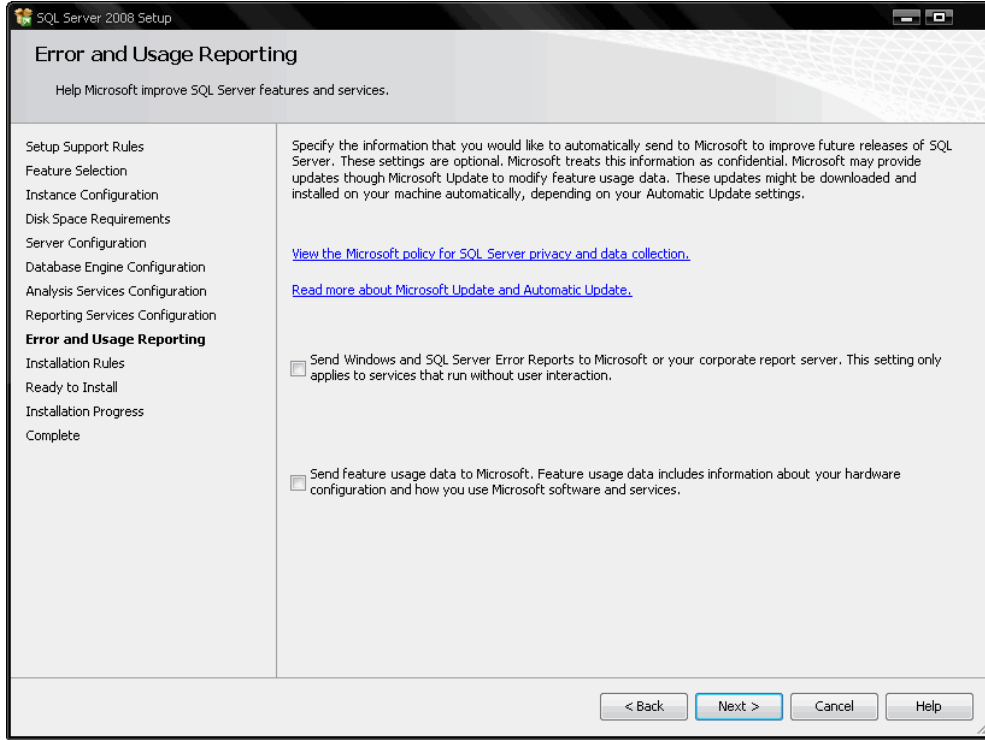 SQL Server 2008 Setup
Error and Usage Reporting
Help Microsoft improve SQL Server features and services.
Setup Support Rules
Feature Selection
Instance Configuration
Disk Space Requirements
Server Configuration
Database Engine Configuration
Analysis Services Configuration
Reporting Services Configuration
Error and Usage Reporting
Installation Rules
Ready to Install
Installation Progress
Complete
Specify the information that you would like to automatically send to Microsoft to improve future releases of SQL
Server. These settings are optional. Microsoft treats this information as confidential. Microsoft may provide
updates though Microsoft Update to modify feature usage data. These updates might be downloaded and
installed on your machine automatically, depending on your Automatic Update settings.
View the Microsoft policy for SQL Server privacy and data collection.
Read more about Microsoft Update and Automatic Update.
Send Windows and SQL Server Error Reports to Microsoft or your corporate report server. This setting only
applies to services that run without user interaction.
Send feature usage data to Microsoft. Feature usage data includes information about your hardware
configuration and how you use Microsoft software and services.
< Back
Next >
Cancel
Help